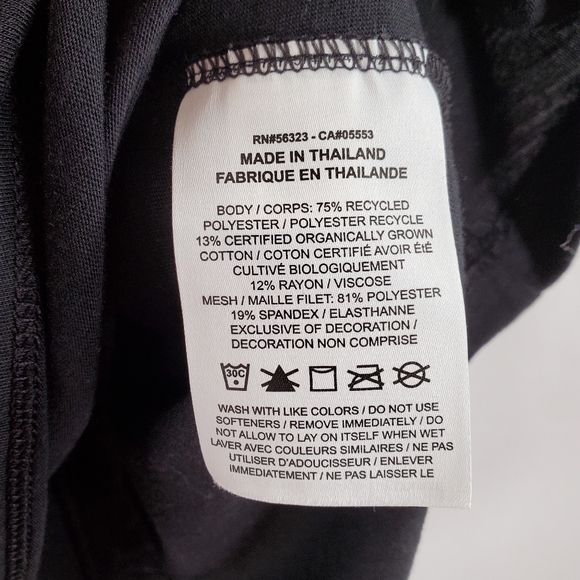 RN#56323 - CA#05553
MADE IN THAILAND
FABRIQUE EN THAILANDE
BODY / CORPS: 75% RECYCLED
POLYESTER / POLYESTER RECYCLE
13% CERTIFIED ORGANICALLY GROWN
COTTON / COTON CERTIFIÉ AVOIR ÉtÉ
CULTIVÉ BIOLOGIQUEMENT
12% RAYON / VISCOSE
MESH / MAILLE FILET: 81% POLYESTER
19% SPANDEX / ELASTHANNE
EXCLUSIVE OF DECORATION /
DECORATION NON COMPRISE
30C
WASH WITH LIKE COLORS / DO NOT USE
SOFTENERS / REMOVE IMMEDIATELY / DO
NOT ALLOW TO LAY ON ITSELF WHEN WET
LAVER AVEC COULEURS SIMILAIRES / NE PAS
UTILISER D'ADOUCISSEUR / ENLEVER
IMMEDIATEMENT / NE PAS LAISSER LE